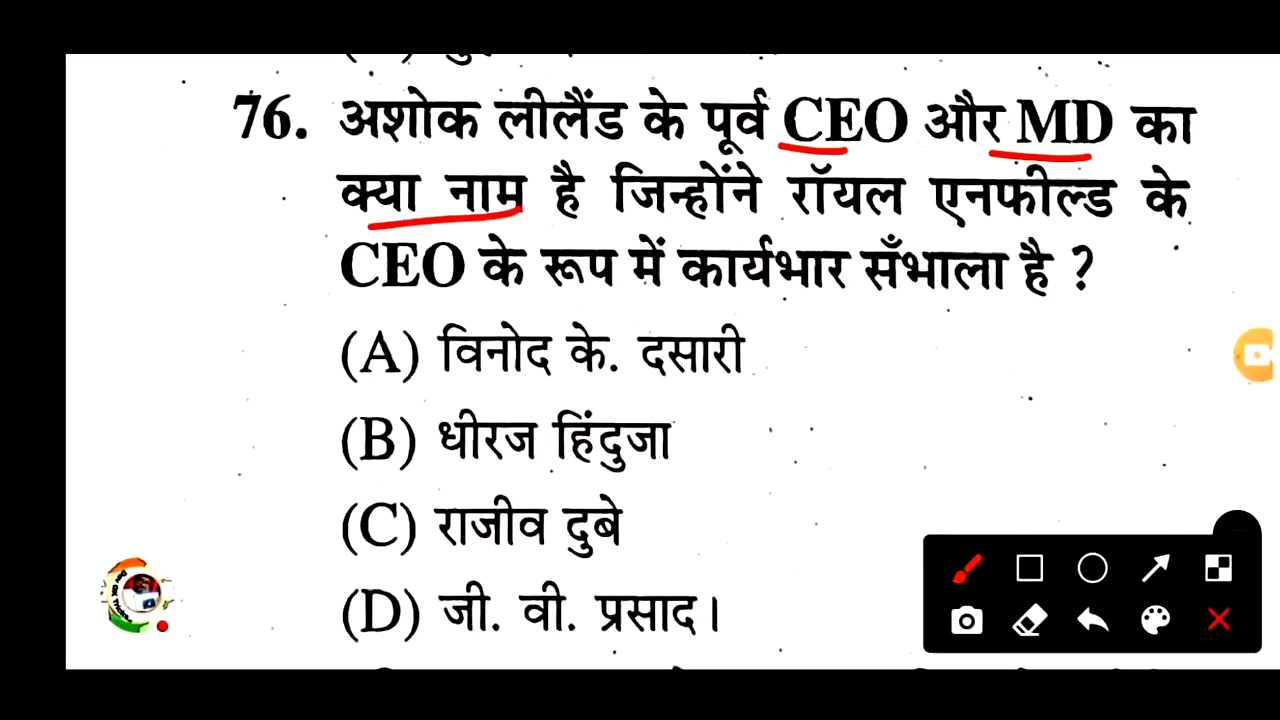 76. अशोक लीलैंड के पूर्व CEO और MD का
क्या नाम है जिन्होंने रॉयल एनफील्ड के
CEO के रूप में कार्यभार सँभाला है ?
(A) विनोद के. दसारी
(B) धीरज हिंदुजा
(C) राजीव दुबे
(D) जी. वी. प्रसाद।